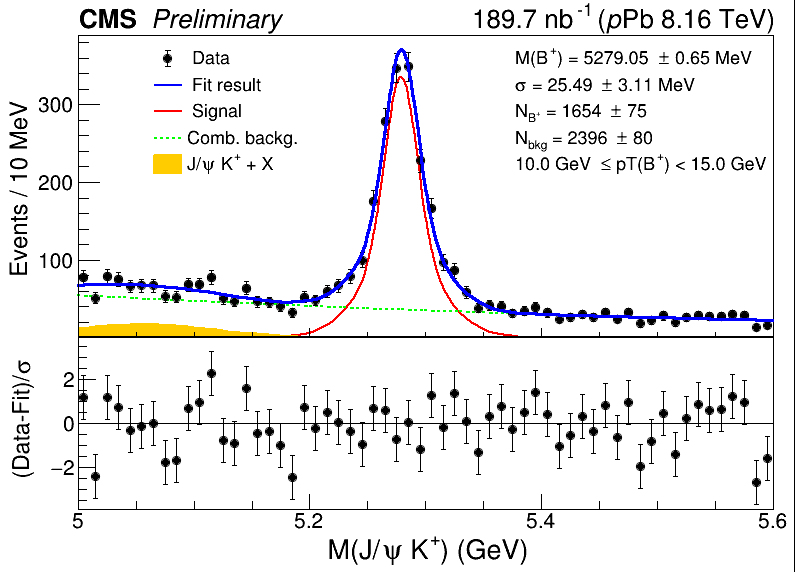 CMS Preliminary 189.7 nb⁻¹ (pPb 8.16 TeV)
Events / 10 MeV
300
200
100
Data
Fit result
Signal
Comb. backg.
J/ψ K⁺ + X
M(B⁺) = 5279.05 ± 0.65 MeV
σ = 25.49 ± 3.11 MeV
N_B⁺ = 1654 ± 75
N_bkg = 2396 ± 80
10.0 GeV ≤ pT(B⁺) < 15.0 GeV
(Data-Fit)/σ
2
0
−2
5 5.2 5.4 5.6
M(J/ψ K⁺) (GeV)